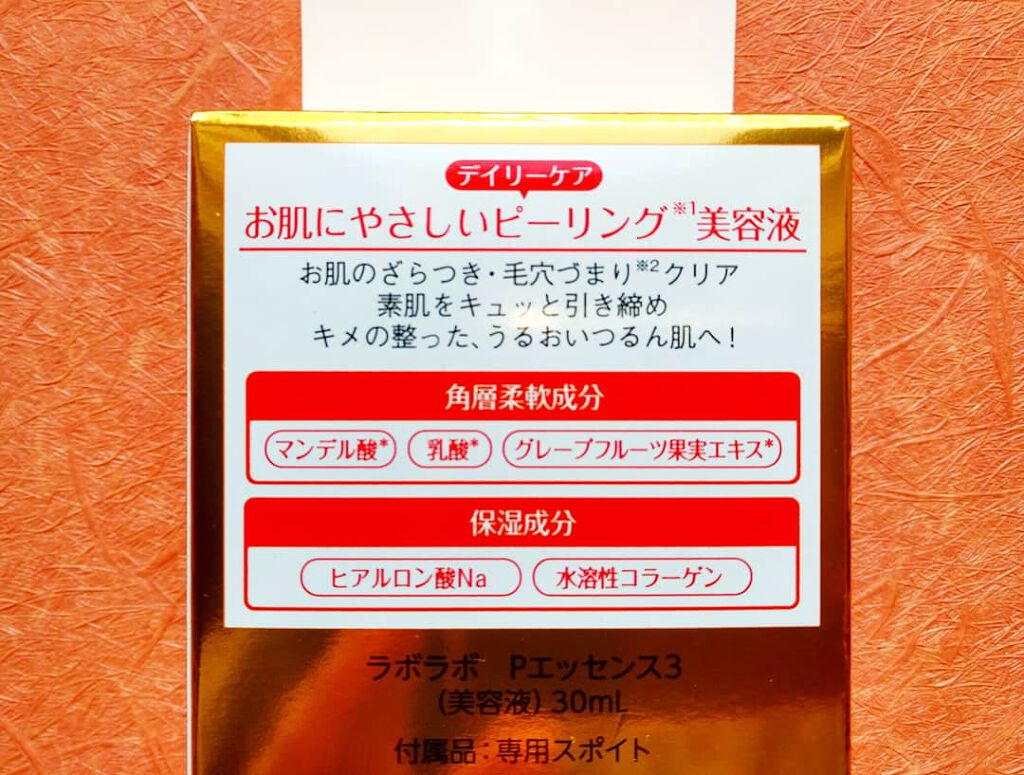 デイリーケア
お肌にやさしいピーリング※1美容液
お肌のざらつき・毛穴づまり※2クリア
素肌をキュッと引き締め
キメの整った、うるおいつるん肌へ！
角層柔軟成分
マンデル酸* 乳酸* グレープフルーツ果実エキス*
保湿成分
ヒアルロン酸Na 水溶性コラーゲン
ラボラボ Pエッセンス3
(美容液) 30mL
付属品：専用スポイト